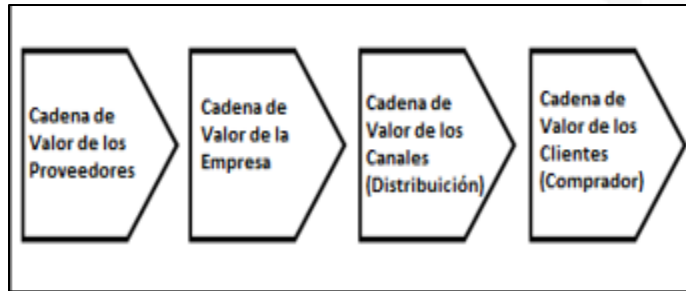 Cadena de
Valor de los
Proveedores
Cadena de
Valor de la
Empresa
Cadena de
Valor de los
Canales
(Distribuición)
Cadena de
Valor de los
Clientes
(Comprador)